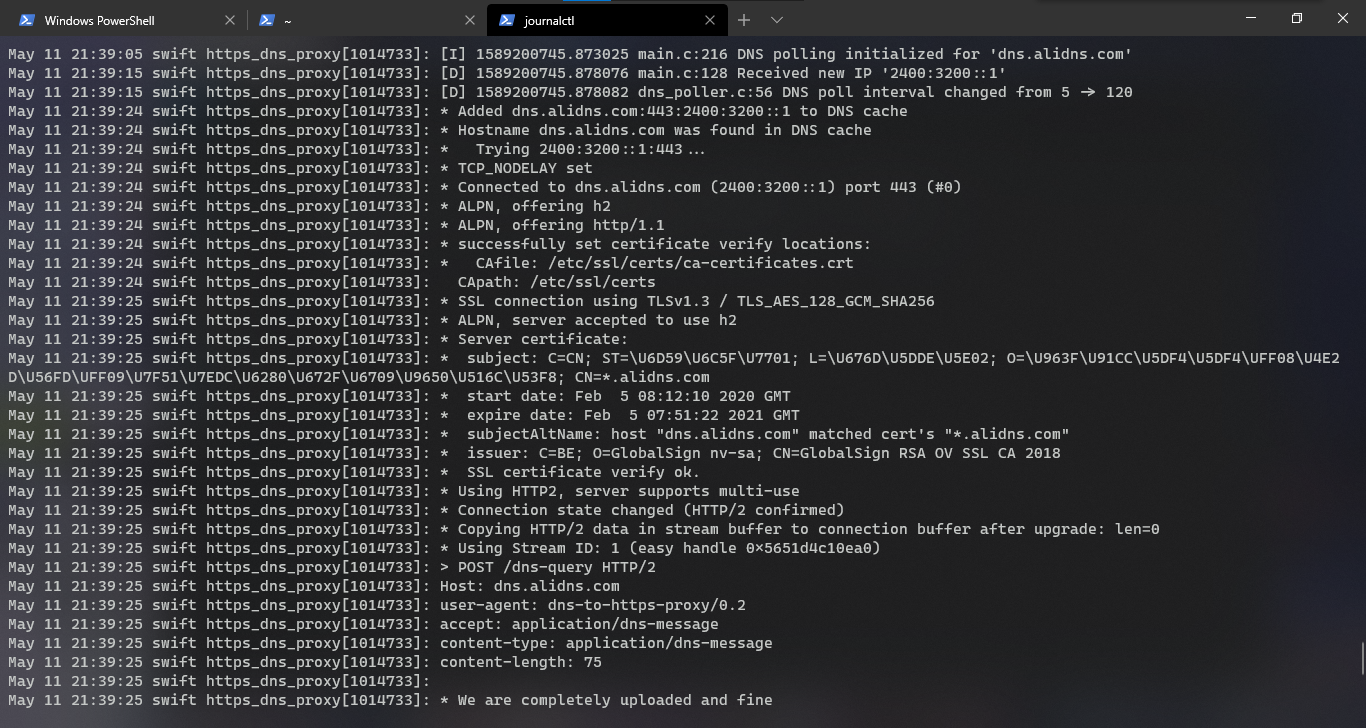 Windows PowerShell
~
journalctl
May 11 21:39:05 swift https_dns_proxy[1014733]: [I] 1589200745.873025 main.c:216 DNS polling initialized for 'dns.alidns.com'
May 11 21:39:15 swift https_dns_proxy[1014733]: [D] 1589200745.878076 main.c:128 Received new IP '2400:3200::1'
May 11 21:39:15 swift https_dns_proxy[1014733]: [D] 1589200745.878082 dns_poller.c:56 DNS poll interval changed from 5 -> 120
May 11 21:39:24 swift https_dns_proxy[1014733]: * Added dns.alidns.com:443:2400:3200::1 to DNS cache
May 11 21:39:24 swift https_dns_proxy[1014733]: * Hostname dns.alidns.com was found in DNS cache
May 11 21:39:24 swift https_dns_proxy[1014733]: *   Trying 2400:3200::1:443...
May 11 21:39:24 swift https_dns_proxy[1014733]: * TCP_NODELAY set
May 11 21:39:24 swift https_dns_proxy[1014733]: * Connected to dns.alidns.com (2400:3200::1) port 443 (#0)
May 11 21:39:24 swift https_dns_proxy[1014733]: * ALPN, offering h2
May 11 21:39:24 swift https_dns_proxy[1014733]: * ALPN, offering http/1.1
May 11 21:39:24 swift https_dns_proxy[1014733]: * successfully set certificate verify locations:
May 11 21:39:24 swift https_dns_proxy[1014733]: *   CAfile: /etc/ssl/certs/ca-certificates.crt
May 11 21:39:24 swift https_dns_proxy[1014733]:   CApath: /etc/ssl/certs
May 11 21:39:25 swift https_dns_proxy[1014733]: * SSL connection using TLSv1.3 / TLS_AES_128_GCM_SHA256
May 11 21:39:25 swift https_dns_proxy[1014733]: * ALPN, server accepted to use h2
May 11 21:39:25 swift https_dns_proxy[1014733]: * Server certificate:
May 11 21:39:25 swift https_dns_proxy[1014733]: *  subject: C=CN; ST=\U6D59\U6C5F\U7701; L=\U676D\U5DDE\U5E02; O=\U963F\U91CC\U5DF4\U5DF4\UFF08\U4E2
D\U56FD\UFF09\U7F51\U7EDC\U6280\U672F\U6709\U9650\U516C\U53F8; CN=*.alidns.com
May 11 21:39:25 swift https_dns_proxy[1014733]: *  start date: Feb  5 08:12:10 2020 GMT
May 11 21:39:25 swift https_dns_proxy[1014733]: *  expire date: Feb  5 07:51:22 2021 GMT
May 11 21:39:25 swift https_dns_proxy[1014733]: *  subjectAltName: host "dns.alidns.com" matched cert's "*.alidns.com"
May 11 21:39:25 swift https_dns_proxy[1014733]: *  issuer: C=BE; O=GlobalSign nv-sa; CN=GlobalSign RSA OV SSL CA 2018
May 11 21:39:25 swift https_dns_proxy[1014733]: *  SSL certificate verify ok.
May 11 21:39:25 swift https_dns_proxy[1014733]: * Using HTTP2, server supports multi-use
May 11 21:39:25 swift https_dns_proxy[1014733]: * Connection state changed (HTTP/2 confirmed)
May 11 21:39:25 swift https_dns_proxy[1014733]: * Copying HTTP/2 data in stream buffer to connection buffer after upgrade: len=0
May 11 21:39:25 swift https_dns_proxy[1014733]: * Using Stream ID: 1 (easy handle 0x5651d4c10ea0)
May 11 21:39:25 swift https_dns_proxy[1014733]: > POST /dns-query HTTP/2
May 11 21:39:25 swift https_dns_proxy[1014733]: Host: dns.alidns.com
May 11 21:39:25 swift https_dns_proxy[1014733]: user-agent: dns-to-https-proxy/0.2
May 11 21:39:25 swift https_dns_proxy[1014733]: accept: application/dns-message
May 11 21:39:25 swift https_dns_proxy[1014733]: content-type: application/dns-message
May 11 21:39:25 swift https_dns_proxy[1014733]: content-length: 75
May 11 21:39:25 swift https_dns_proxy[1014733]:
May 11 21:39:25 swift https_dns_proxy[1014733]: * We are completely uploaded and fine